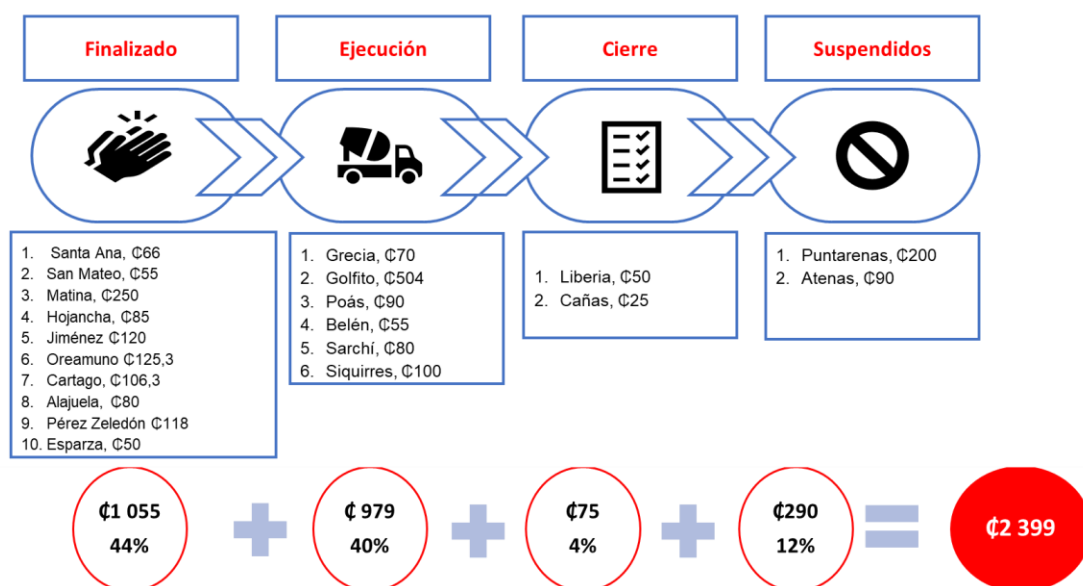 Finalizado
Ejecución
Cierre
Suspendidos
1. Santa Ana, ₡66
2. San Mateo, ₡55
3. Matina, ₡250
4. Hojancha, ₡85
5. Jiménez ₡120
6. Oreamuno ₡125,3
7. Cartago, ₡106,3
8. Alajuela, ₡80
9. Pérez Zeledón ₡118
10. Esparza, ₡50
1. Grecia, ₡70
2. Golfito, ₡504
3. Poás, ₡90
4. Belén, ₡55
5. Sarchí, ₡80
6. Siquirres, ₡100
1. Liberia, ₡50
2. Cañas, ₡25
1. Puntarenas, ₡200
2. Atenas, ₡90
₡1 055
44%
₡ 979
40%
₡75
4%
₡290
12%
₡2 399